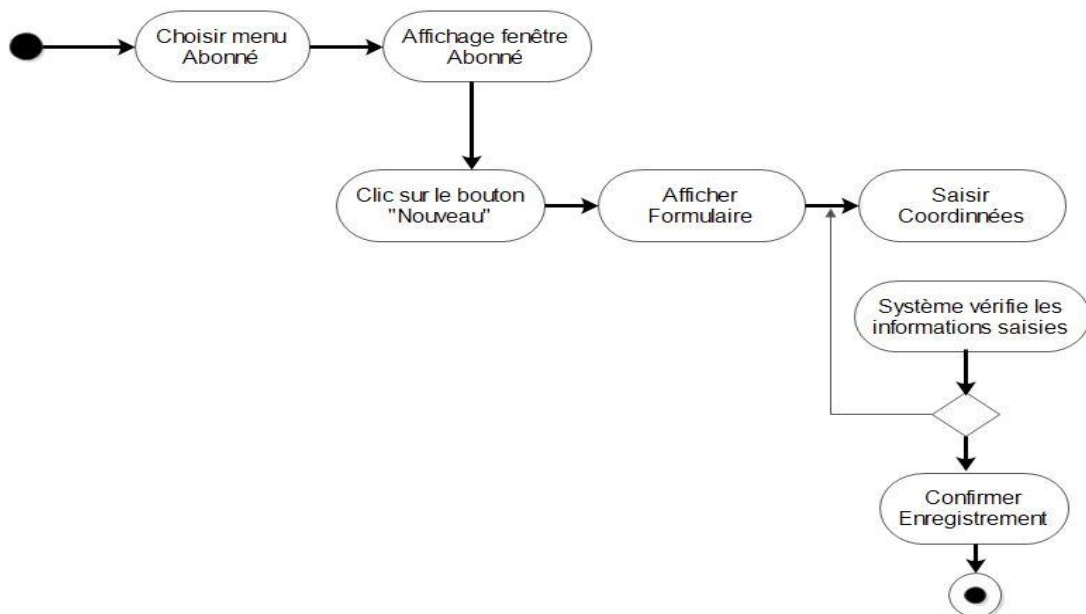 Choisir menu
Abonné
Affichage fenêtre
Abonné
Clic sur le bouton
"Nouveau"
Afficher
Formulaire
Saisir
Coordinnées
Système vérifie les
informations saisies
Confirmer
Enregistrement